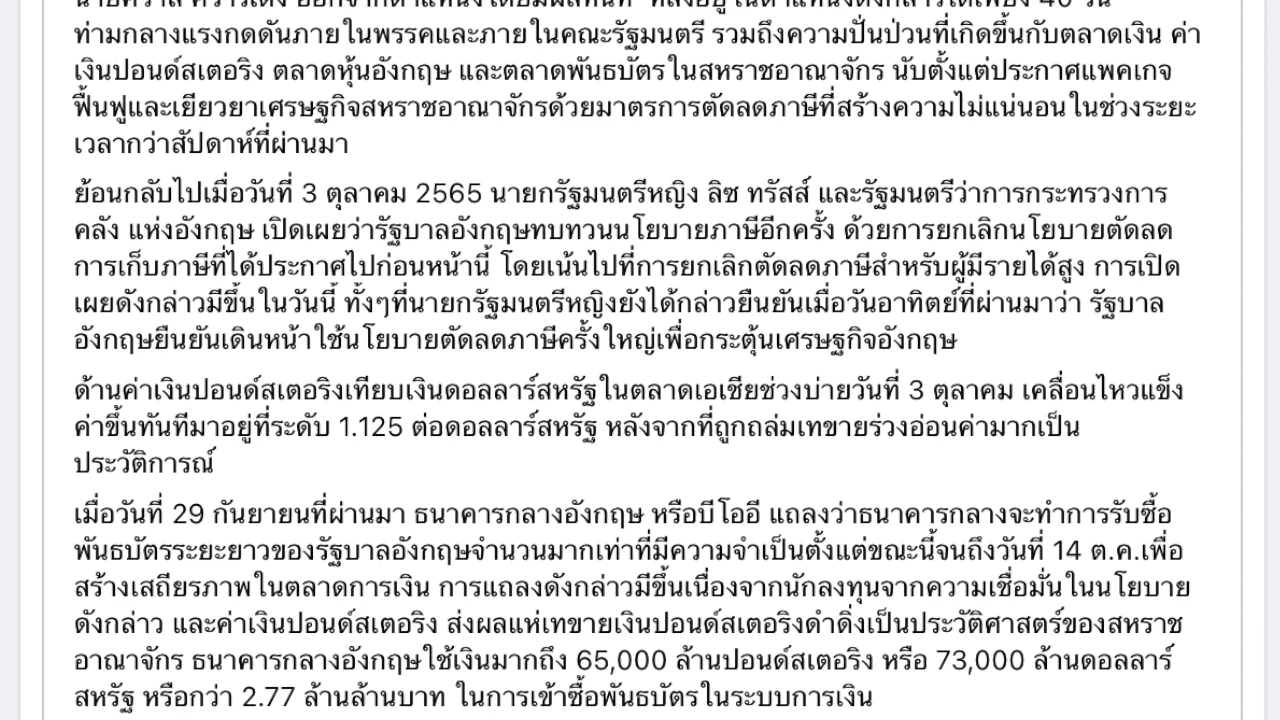 ท่ามกลางแรงกดดันภายในพรรคและภายในคณะรัฐมนตรี รวมถึงความปั่นป่วนที่เกิดขึ้นกับตลาดเงิน ค่า
เงินปอนด์สเตอริง ตลาดหุ้นอังกฤษ และตลาดพันธบัตรในสหราชอาณาจักร นับตั้งแต่ประกาศแพคเกจ
ฟื้นฟูและเยียวยาเศรษฐกิจสหราชอาณาจักรด้วยมาตรการตัดลดภาษีที่สร้างความไม่แน่นอนในช่วงระยะ
เวลากว่าสัปดาห์ที่ผ่านมา
ย้อนกลับไปเมื่อวันที่ 3 ตุลาคม 2565 นายกรัฐมนตรีหญิง ลิซ ทรัสส์ และรัฐมนตรีว่าการกระทรวงการ
คลัง แห่งอังกฤษ เปิดเผยว่ารัฐบาลอังกฤษทบทวนนโยบายภาษีอีกครั้ง ด้วยการยกเลิกนโยบายตัดลด
การเก็บภาษีที่ได้ประกาศไปก่อนหน้านี้ โดยเน้นไปที่การยกเลิกตัดลดภาษีสำหรับผู้มีรายได้สูง การเปิด
เผยดังกล่าวมีขึ้นในวันนี้ ทั้งๆที่นายกรัฐมนตรีหญิงยังได้กล่าวยืนยันเมื่อวันอาทิตย์ที่ผ่านมาว่า รัฐบาล
อังกฤษยืนยันเดินหน้าใช้นโยบายตัดลดภาษีครั้งใหญ่เพื่อกระตุ้นเศรษฐกิจอังกฤษ
ด้านค่าเงินปอนด์สเตอริงเทียบเงินดอลลาร์สหรัฐในตลาดเอเชียช่วงบ่ายวันที่ 3 ตุลาคม เคลื่อนไหวแข็ง
ค่าขึ้นทันทีมาอยู่ที่ระดับ 1.125 ต่อดอลลาร์สหรัฐ หลังจากที่ถูกถล่มเทขายร่วงอ่อนค่ามากเป็น
ประวัติการณ์
เมื่อวันที่ 29 กันยายนที่ผ่านมา ธนาคารกลางอังกฤษ หรือบีโออี แถลงว่าธนาคารกลางจะทำการรับซื้อ
พันธบัตรระยะยาวของรัฐบาลอังกฤษจำนวนมากเท่าที่มีความจำเป็นตั้งแต่ขณะนี้จนถึงวันที่ 14 ต.ค.เพื่อ
สร้างเสถียรภาพในตลาดการเงิน การแถลงดังกล่าวมีขึ้นเนื่องจากนักลงทุนจากความเชื่อมั่นในนโยบาย
ดังกล่าว และค่าเงินปอนด์สเตอริง ส่งผลแห่เทขายเงินปอนด์สเตอริงดำดิ่งเป็นประวัติศาสตร์ของสหราช
อาณาจักร ธนาคารกลางอังกฤษใช้เงินมากถึง 65,000 ล้านปอนด์สเตอริง หรือ 73,000 ล้านดอลลาร์
สหรัฐ หรือกว่า 2.77 ล้านล้านบาท ในการเข้าซื้อพันธบัตรในระบบการเงิน